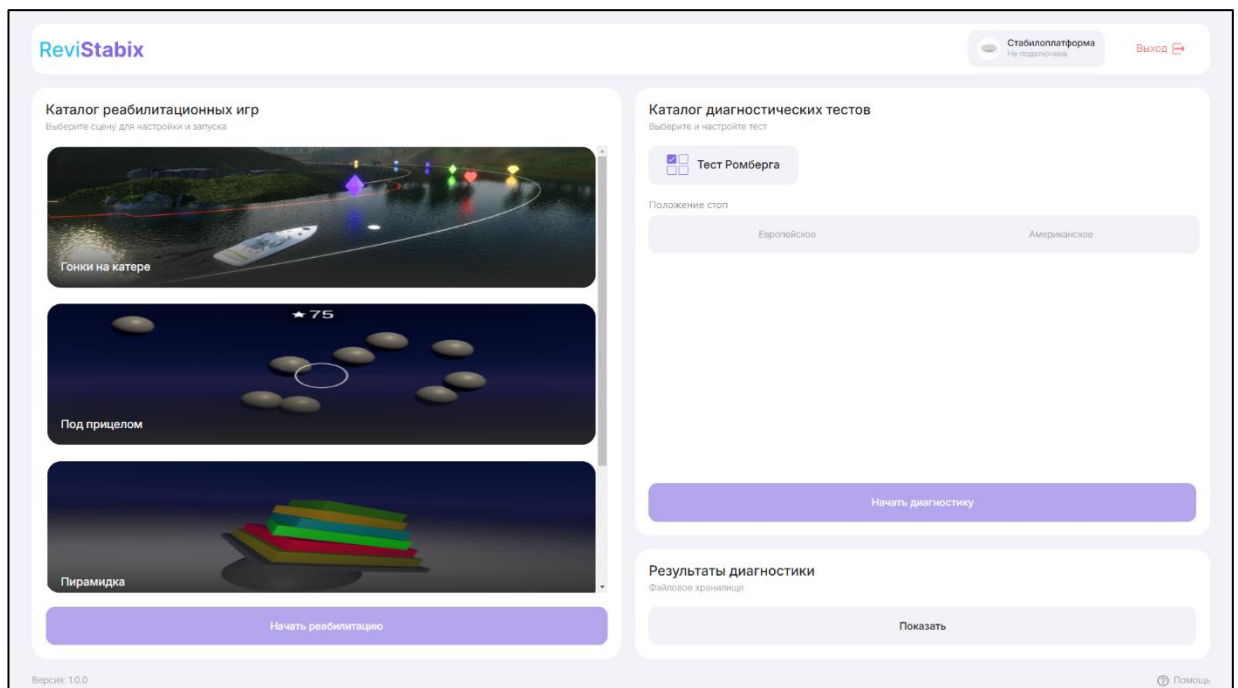 ReviStabix
Стабилоплатформа
Не подключена
Выход
Каталог реабилитационных игр
Выберите сцену для настройки и запуска
Гонки на катере
75
Под прицелом
Пирамидка
Начать реабилитацию
Каталог диагностических тестов
Выберите и настройте тест
Тест Ромберга
Положение стоп
Европейское
Американское
Начать диагностику
Результаты диагностики
Файловое хранилище
Показать
Версия: 1.0.0
Помощь